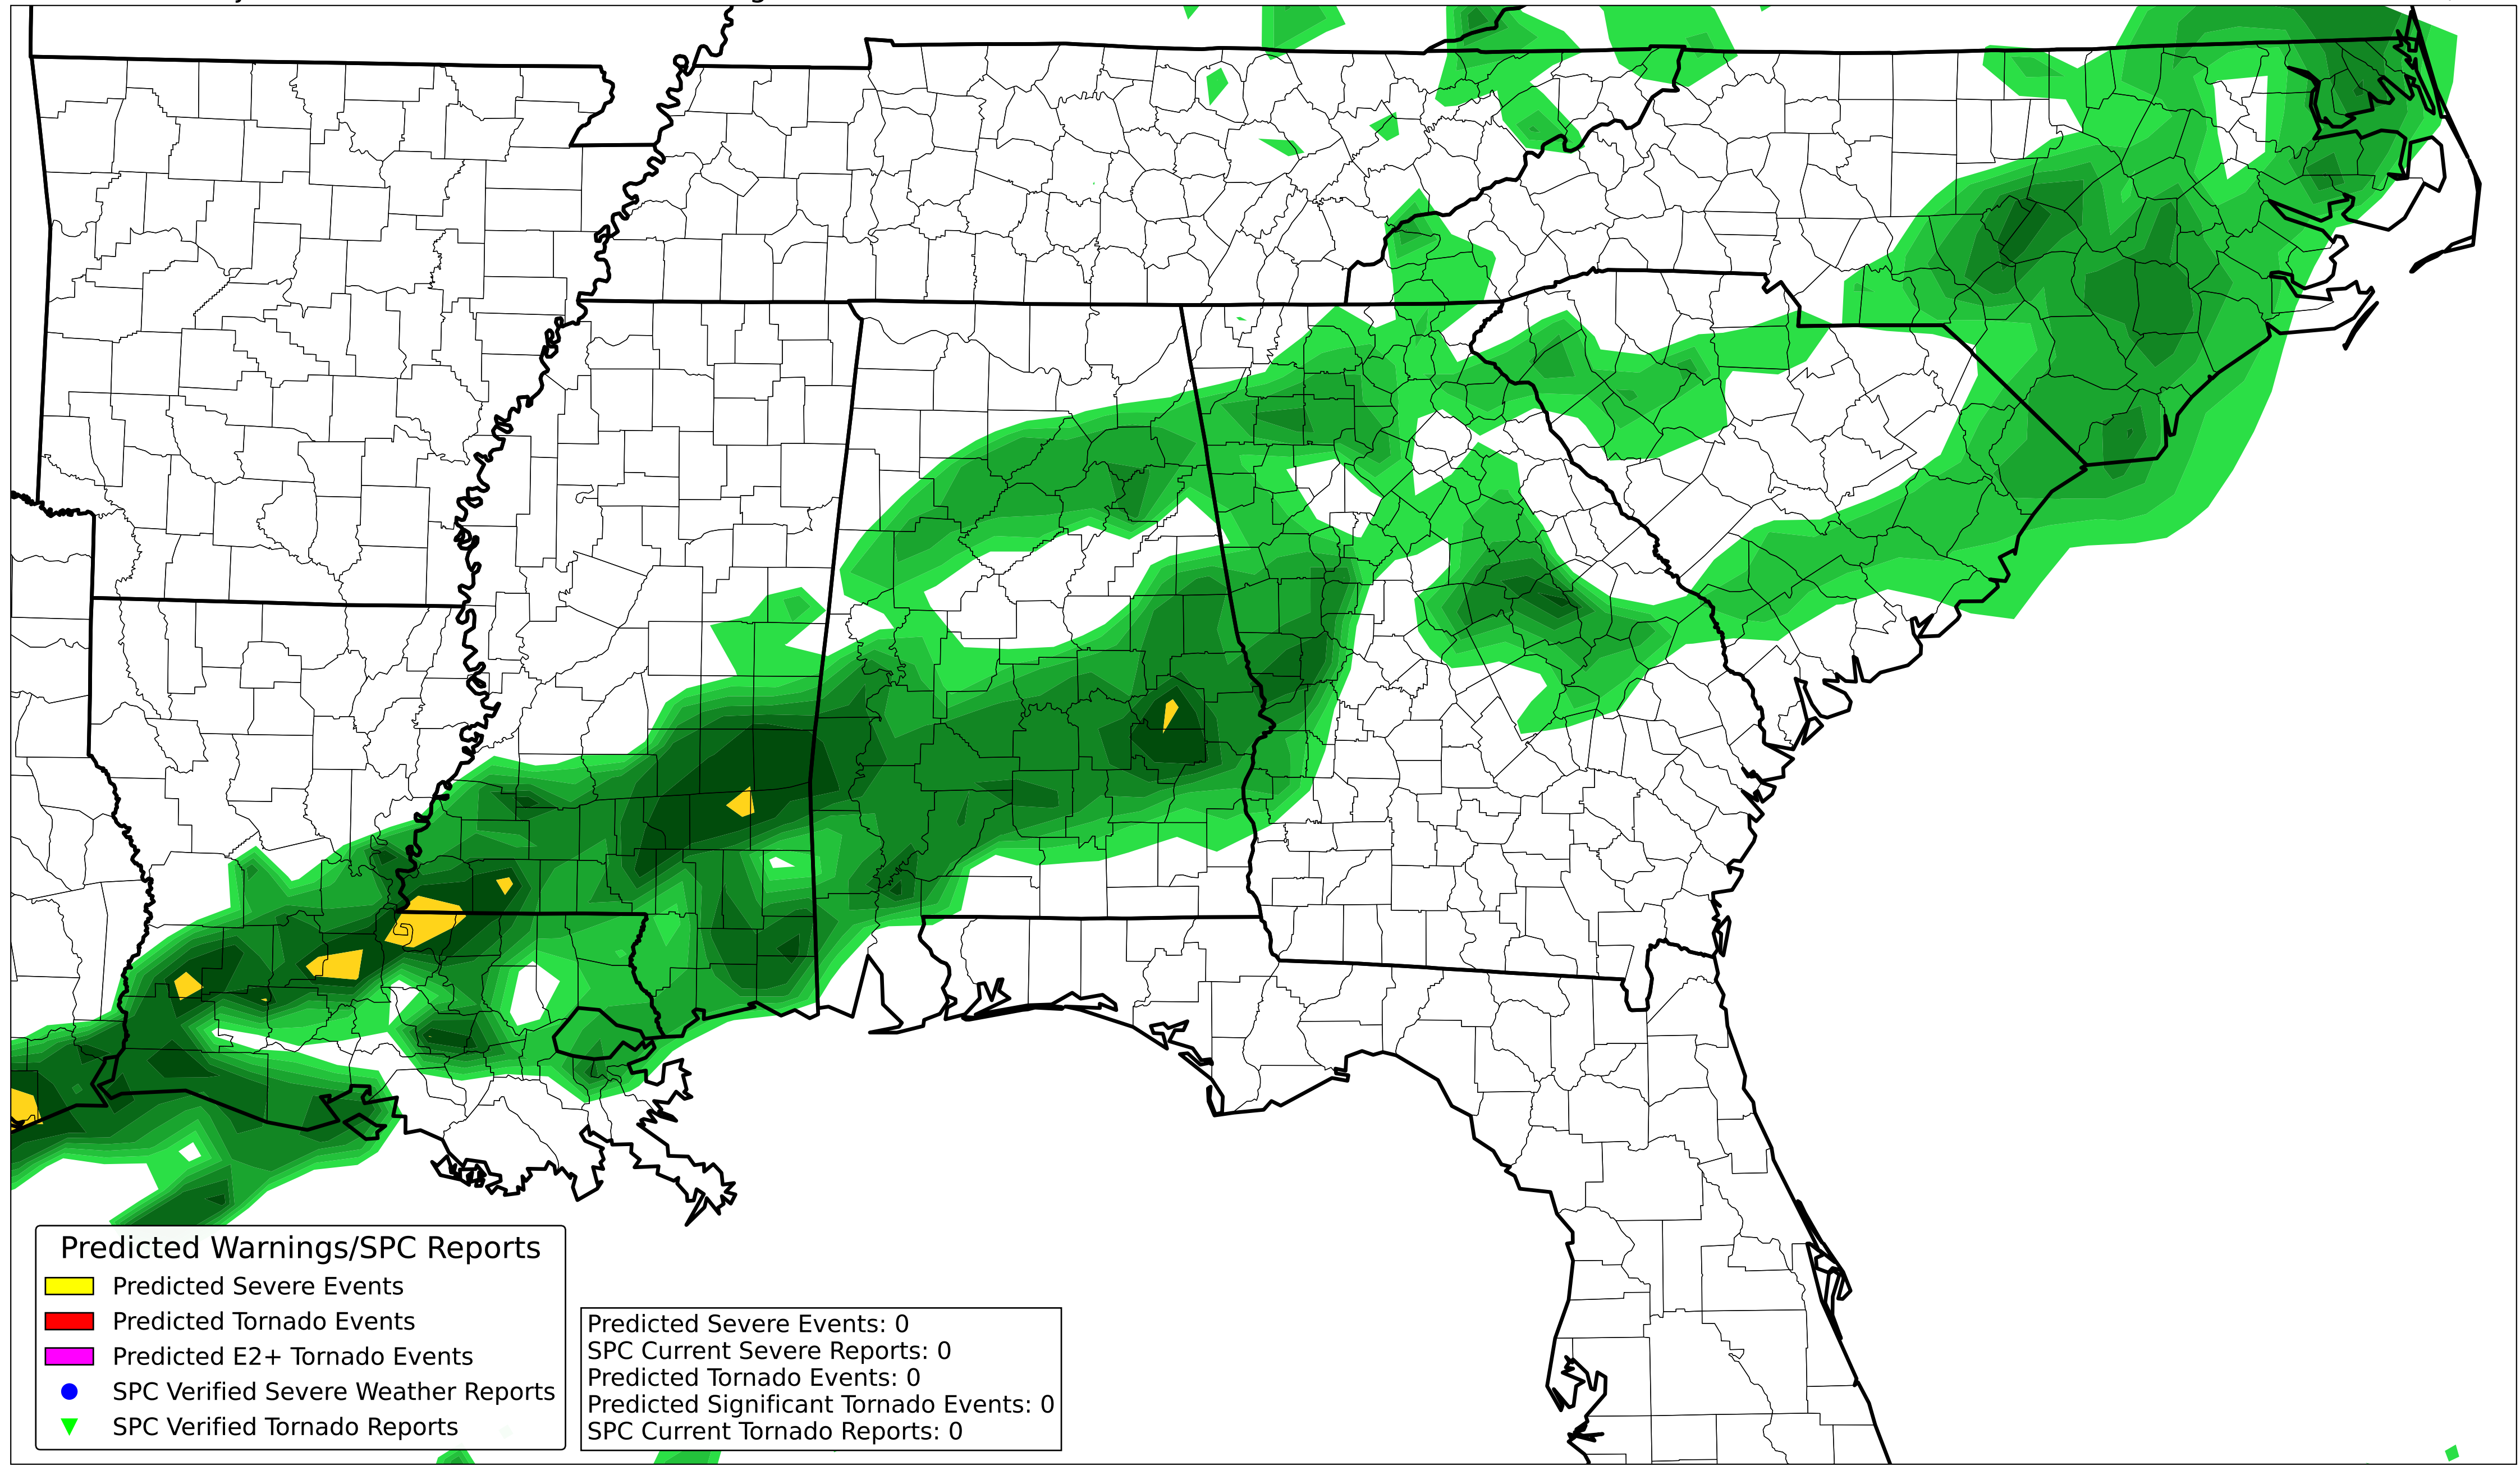 Predicted Warnings/SPC Reports
Predicted Severe Events
Predicted Tornado Events
Predicted E2+ Tornado Events
SPC Verified Severe Weather Reports
SPC Verified Tornado Reports
Predicted Severe Events: 0
SPC Current Severe Reports: 0
Predicted Tornado Events: 0
Predicted Significant Tornado Events: 0
SPC Current Tornado Reports: 0